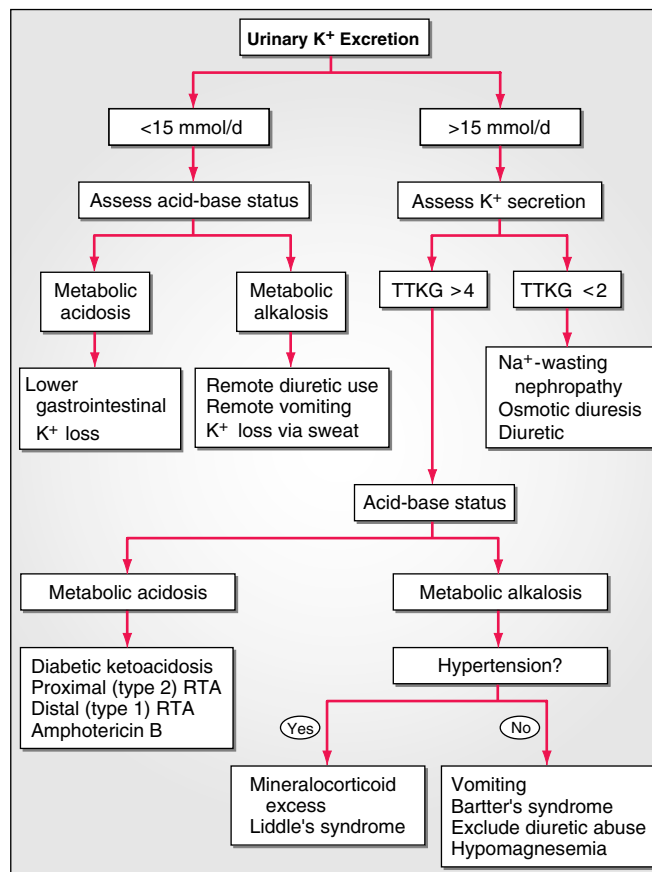 Urinary K+ Excretion
<15 mmol/d
>15 mmol/d
Assess acid-base status
Assess K+ secretion
Metabolic
acidosis
Metabolic
alkalosis
TTKG >4
TTKG <2
Lower
gastrointestinal
K+ loss
Remote diuretic use
Remote vomiting
K+ loss via sweat
Na+-wasting
nephropathy
Osmotic diuresis
Diuretic
Acid-base status
Metabolic acidosis
Metabolic alkalosis
Diabetic ketoacidosis
Proximal (type 2) RTA
Distal (type 1) RTA
Amphotericin B
Hypertension?
Yes
No
Mineralocorticoid
excess
Liddle's syndrome
Vomiting
Bartter's syndrome
Exclude diuretic abuse
Hypomagnesemia